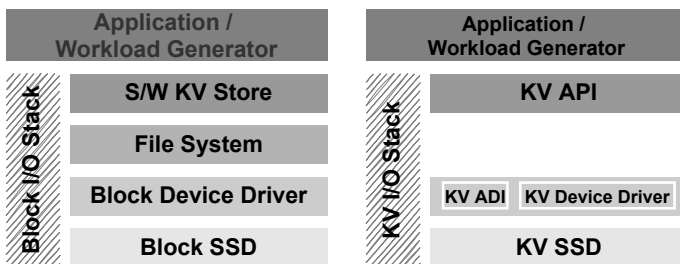 Application /
Workload Generator
Block I/O Stack
S/W KV Store
File System
Block Device Driver
Block SSD
Application /
Workload Generator
KV I/O Stack
KV API
KV ADI
KV Device Driver
KV SSD